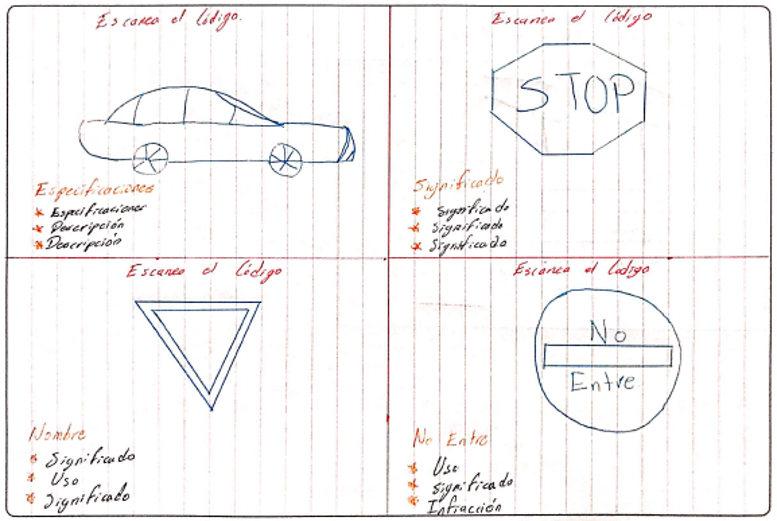 Escanea el Código.
Especificaciones
* Especificaciones
* Descripción
* Descripción
Escanea el Código
STOP
Significado
* Significado
* Significado
* Significado
Escanea el Código
Nombre
* Significado
* Uso
* Significado
Escanea el Codigo
No
Entre
No Entre
* Uso
* Significado
* Infracción